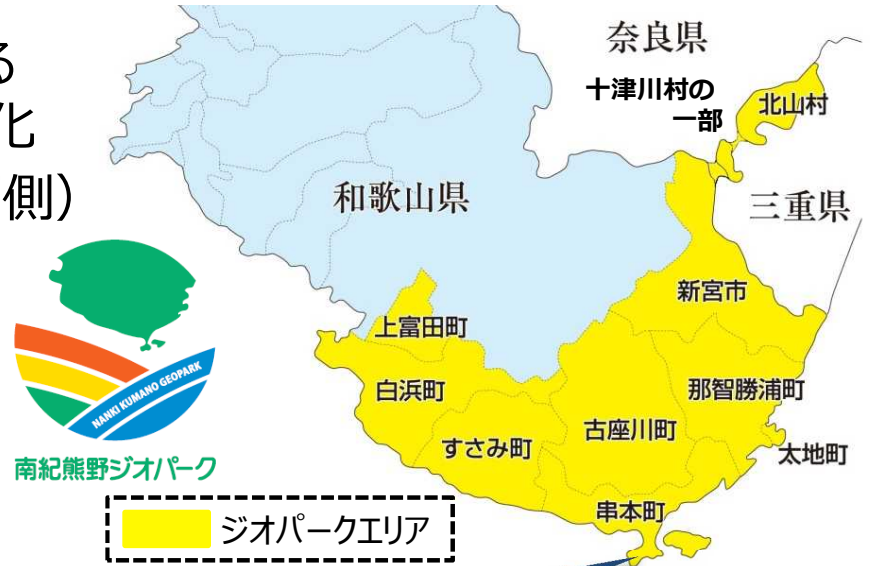 る
化
側)
奈良県
十津川村の
一部
北山村
和歌山県
三重県
新宮市
上富田町
白浜町
那智勝浦町
すさみ町
古座川町
太地町
串本町
NANKI KUMANO GEOPARK
南紀熊野ジオパーク
ジオパークエリア